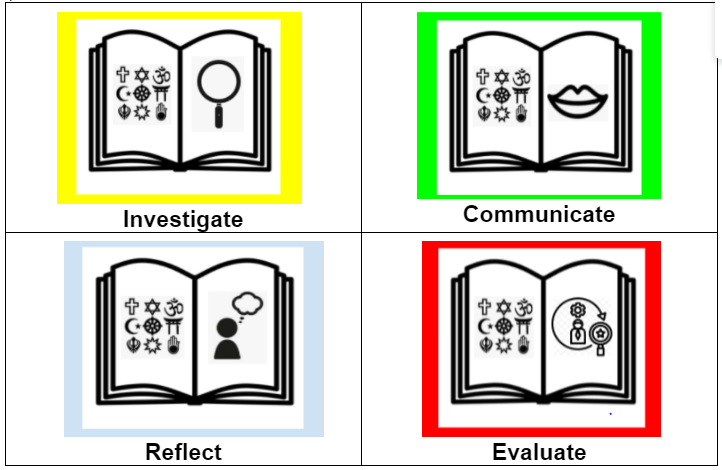 Investigate
Communicate
Reflect
Evaluate